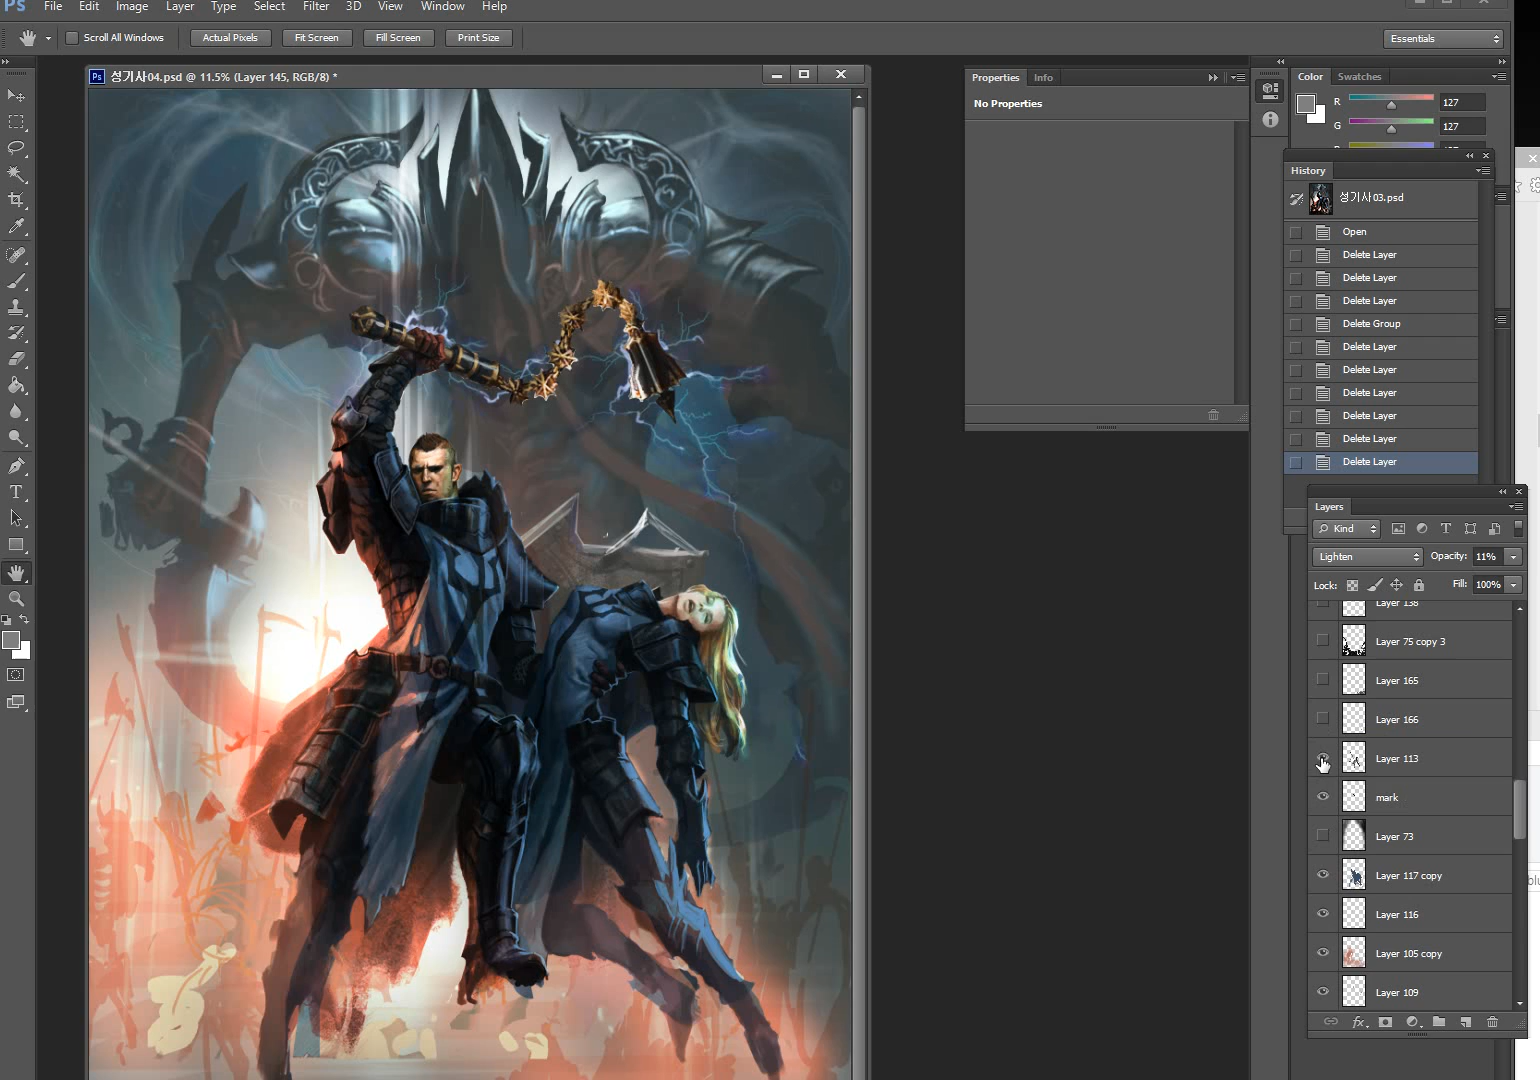 Ps File Edit Image Layer Type Select Filter 3D View Window Help
Scroll All Windows Actual Pixels Fit Screen Fill Screen Print Size Essentials
Ps 성기사04.psd @ 11.5% (Layer 145, RGB/8) *
Properties Info
No Properties
Color Swatches
R 127
G 127
History
성기사03.psd
Open
Delete Layer
Delete Layer
Delete Layer
Delete Group
Delete Layer
Delete Layer
Delete Layer
Delete Layer
Delete Layer
Delete Layer
Layers
Kind
Lighten Opacity: 11%
Lock: Fill: 100%
Layer 138
Layer 75 copy 3
Layer 165
Layer 166
Layer 113
mark
Layer 73
Layer 117 copy
Layer 116
Layer 105 copy
Layer 109
fx
T